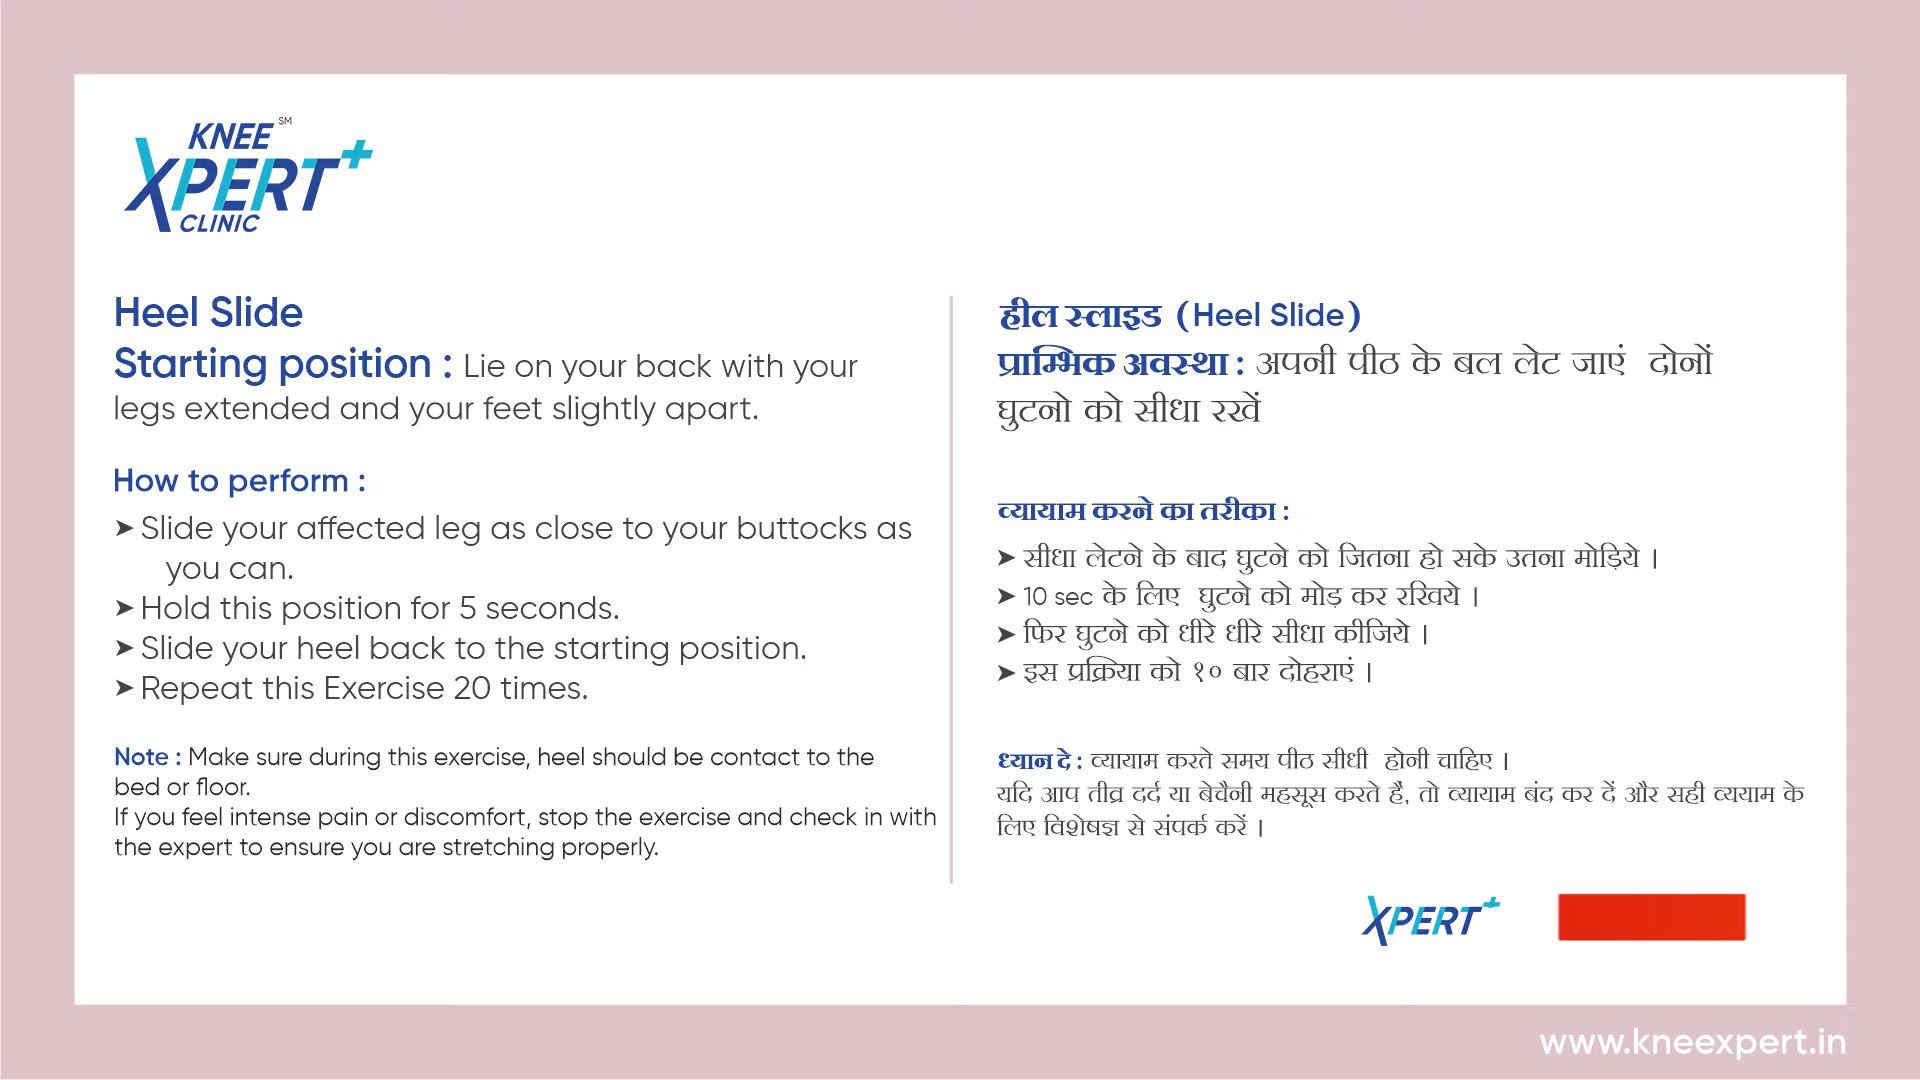 KNEE SM
XPERT+
CLINIC
Heel Slide
Starting position : Lie on your back with your
legs extended and your feet slightly apart.
How to perform :
➤ Slide your affected leg as close to your buttocks as
you can.
➤ Hold this position for 5 seconds.
➤ Slide your heel back to the starting position.
➤ Repeat this Exercise 20 times.
Note : Make sure during this exercise, heel should be contact to the
bed or floor.
If you feel intense pain or discomfort, stop the exercise and check in with
the expert to ensure you are stretching properly.
हील स्लाइड (Heel Slide)
प्राम्भिक अवस्था : अपनी पीठ के बल लेट जाएं दोनों
घुटनो को सीधा रखें
व्यायाम करने का तरीका :
➤ सीधा लेटने के बाद घुटने को जितना हो सके उतना मोड़िये ।
➤ 10 sec के लिए घुटने को मोड़ कर रखिये ।
➤ फिर घुटने को धीरे धीरे सीधा कीजिये ।
➤ इस प्रक्रिया को १० बार दोहराएं ।
ध्यान दे : व्यायाम करते समय पीठ सीधी होनी चाहिए ।
यदि आप तीव्र दर्द या बेचैनी महसूस करते हैं, तो व्यायाम बंद कर दें और सही व्ययाम के
लिए विशेषज्ञ से संपर्क करें ।
XPERT+
www.kneexpert.in